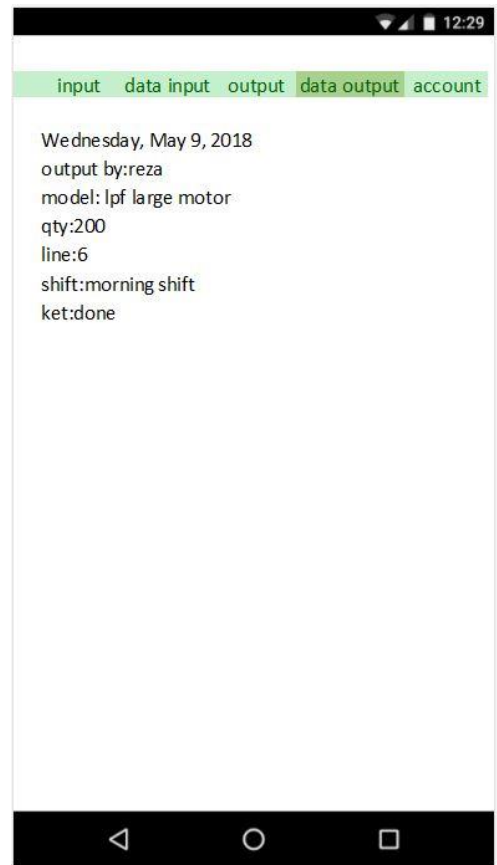 12:29
input data input output data output account
Wednesday, May 9, 2018
output by:reza
model: lpf large motor
qty:200
line:6
shift:morning shift
ket:done